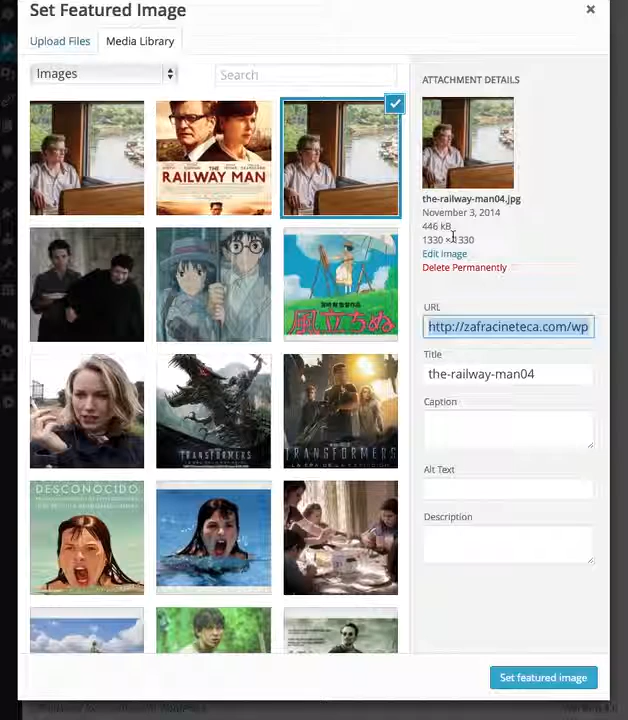 Set Featured Image
Upload Files
Media Library
Images
Search
ATTACHMENT DETAILS
THE
RAILWAY MAN
the-railway-man04.jpg
November 3, 2014
446 kB
1330 × 1330
Edit Image
Delete Permanently
風立ちぬ
URL
http://zafracineteca.com/wp
Title
the-railway-man04
Caption
TRANSFORMERS
TRANSFORMERS
Alt Text
DESCONOCIDO
Description
Set featured image